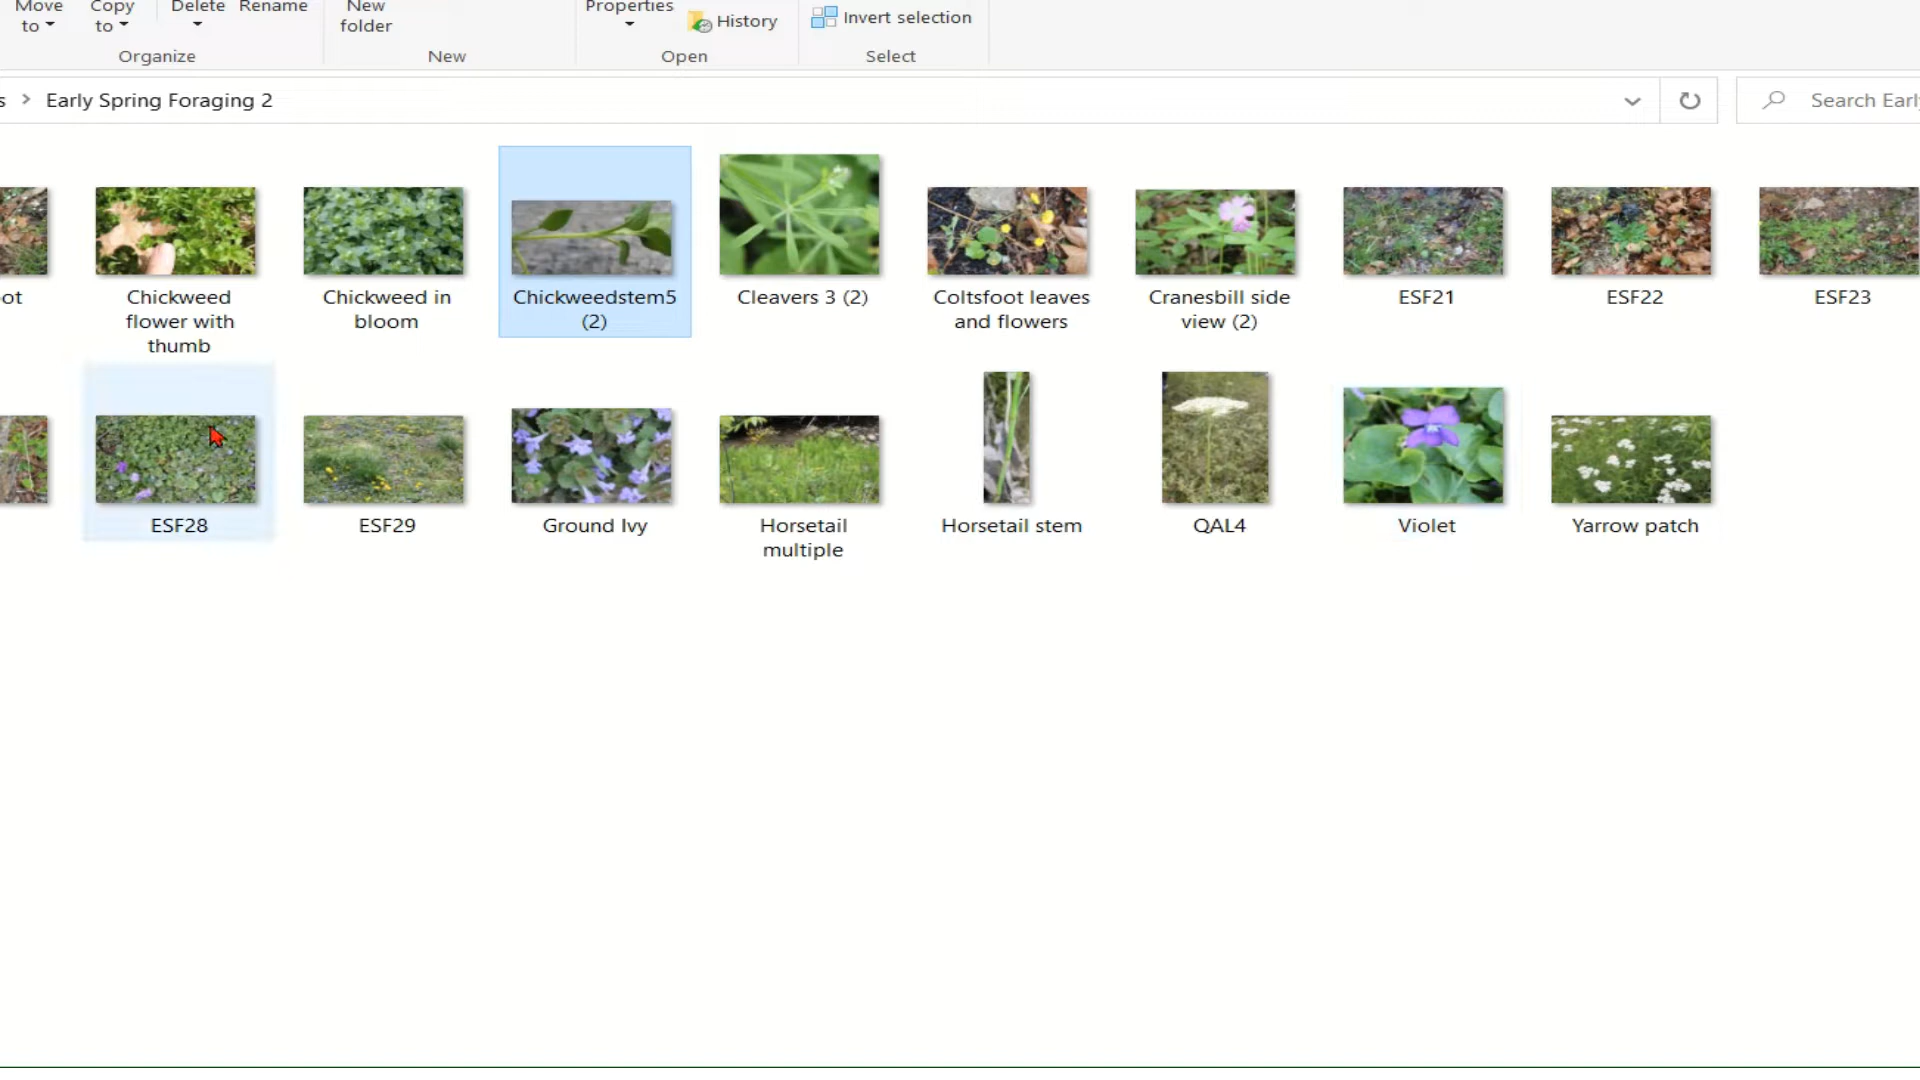 Move
to
Copy
to
Delete
Rename
New
folder
Properties
History
Invert selection
Organize
New
Open
Select
s > Early Spring Foraging 2
Search Early
ot
Chickweed
flower with
thumb
Chickweed in
bloom
Chickweedstem5
(2)
Cleavers 3 (2)
Coltsfoot leaves
and flowers
Cranesbill side
view (2)
ESF21
ESF22
ESF23
ESF28
ESF29
Ground Ivy
Horsetail
multiple
Horsetail stem
QAL4
Violet
Yarrow patch